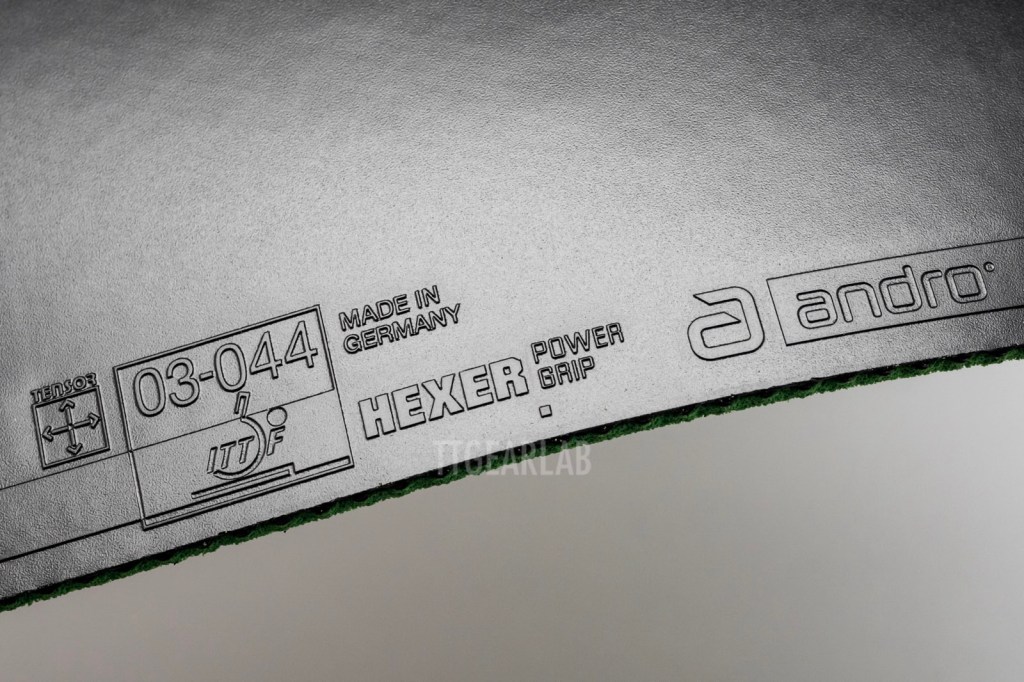 TENSOR
03-044
ITTF
MADE IN
GERMANY
HEXER POWER
GRIP
a andro
TTGEARLAB